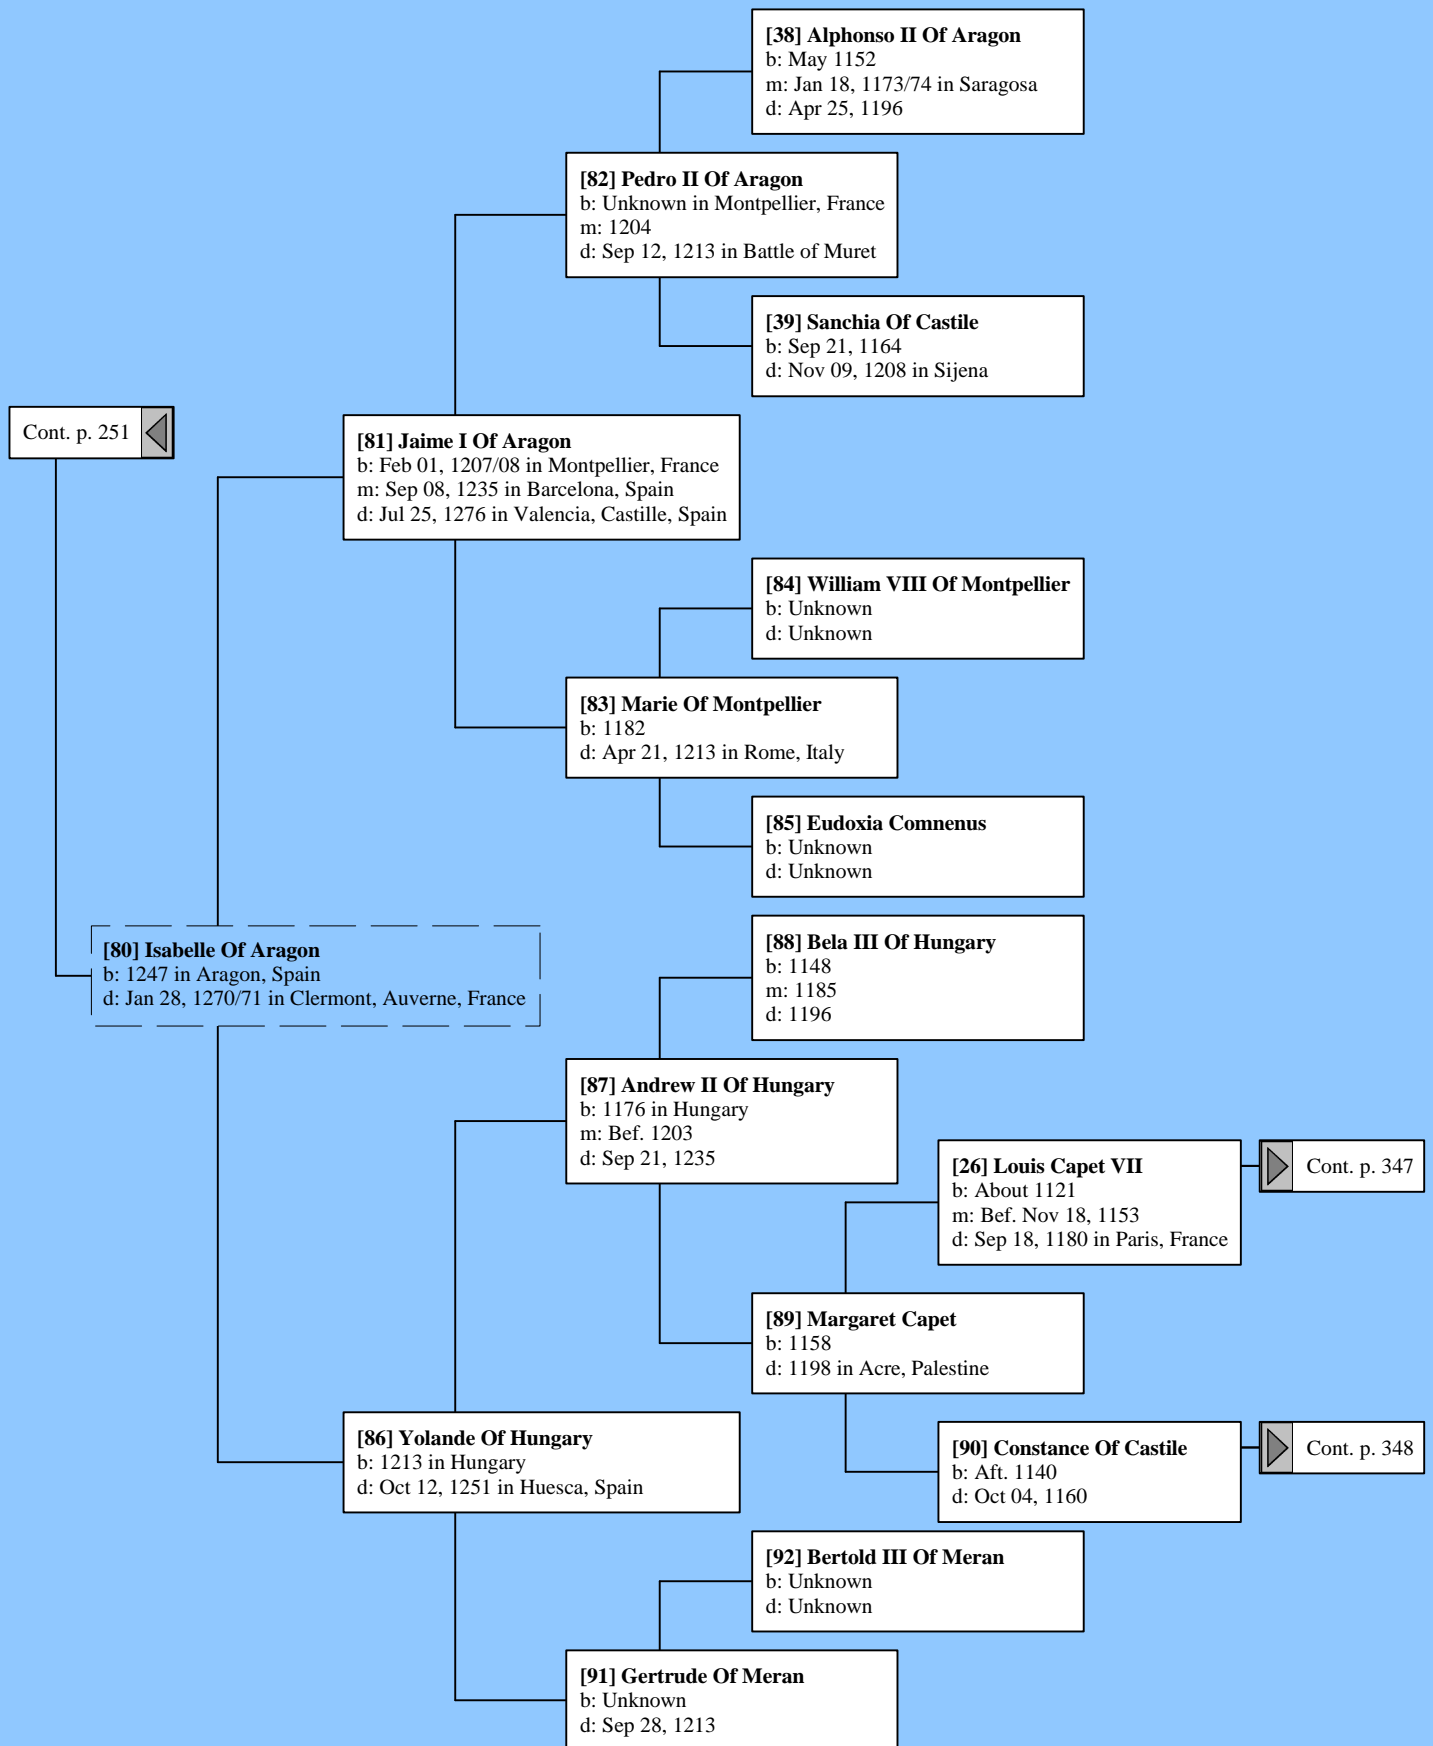 [38] Alphonso II Of Aragon
b: May 1152
m: Jan 18, 1173/74 in Saragosa
d: Apr 25, 1196
[82] Pedro II Of Aragon
b: Unknown in Montpellier, France
m: 1204
d: Sep 12, 1213 in Battle of Muret
[39] Sanchia Of Castile
b: Sep 21, 1164
d: Nov 09, 1208 in Sijena
Cont. p. 251
[81] Jaime I Of Aragon
b: Feb 01, 1207/08 in Montpellier, France
m: Sep 08, 1235 in Barcelona, Spain
d: Jul 25, 1276 in Valencia, Castille, Spain
[84] William VIII Of Montpellier
b: Unknown
d: Unknown
[83] Marie Of Montpellier
b: 1182
d: Apr 21, 1213 in Rome, Italy
[85] Eudoxia Comnenus
b: Unknown
d: Unknown
[80] Isabelle Of Aragon
b: 1247 in Aragon, Spain
d: Jan 28, 1270/71 in Clermont, Auverne, France
[88] Bela III Of Hungary
b: 1148
m: 1185
d: 1196
[87] Andrew II Of Hungary
b: 1176 in Hungary
m: Bef. 1203
d: Sep 21, 1235
[26] Louis Capet VII
b: About 1121
m: Bef. Nov 18, 1153
d: Sep 18, 1180 in Paris, France
Cont. p. 347
[89] Margaret Capet
b: 1158
d: 1198 in Acre, Palestine
[86] Yolande Of Hungary
b: 1213 in Hungary
d: Oct 12, 1251 in Huesca, Spain
[90] Constance Of Castile
b: Aft. 1140
d: Oct 04, 1160
Cont. p. 348
[92] Bertold III Of Meran
b: Unknown
d: Unknown
[91] Gertrude Of Meran
b: Unknown
d: Sep 28, 1213